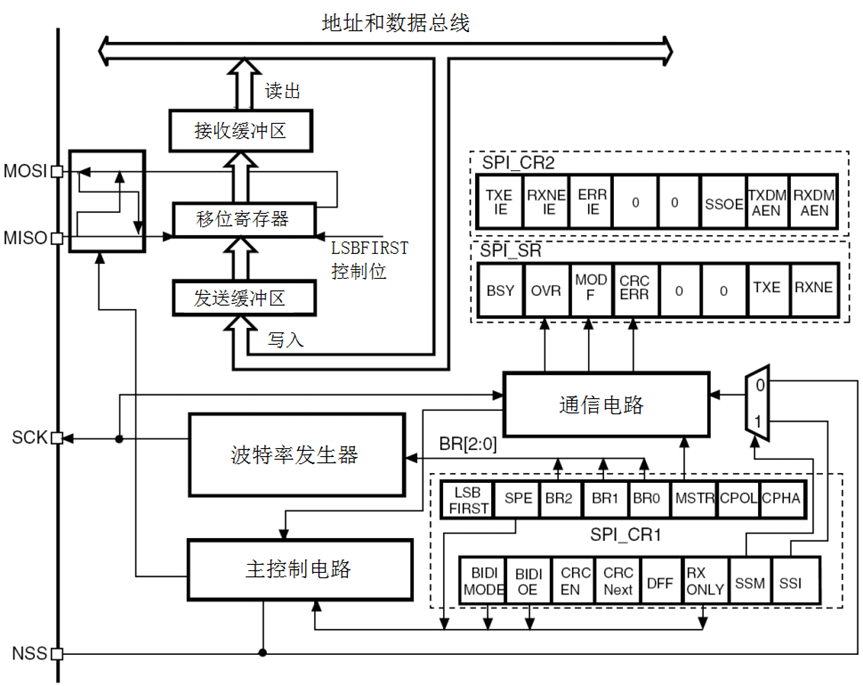 地址和数据总线
读出
接收缓冲区
MOSI
移位寄存器
MISO
LSBFIRST
控制位
发送缓冲区
写入
SPI_CR2
TXE
IE
RXNE
IE
ERR
IE
0
0
SSOE
TXDM
AEN
RXDM
AEN
SPI_SR
BSY
OVR
MOD
F
CRC
ERR
0
0
TXE
RXNE
通信电路
0
1
SCK
波特率发生器
BR[2:0]
LSB
FIRST
SPE
BR2
BR1
BR0
MSTR
CPOL
CPHA
SPI_CR1
主控制电路
BIDI
MODE
BIDI
OE
CRC
EN
CRC
Next
DFF
RX
ONLY
SSM
SSI
NSS